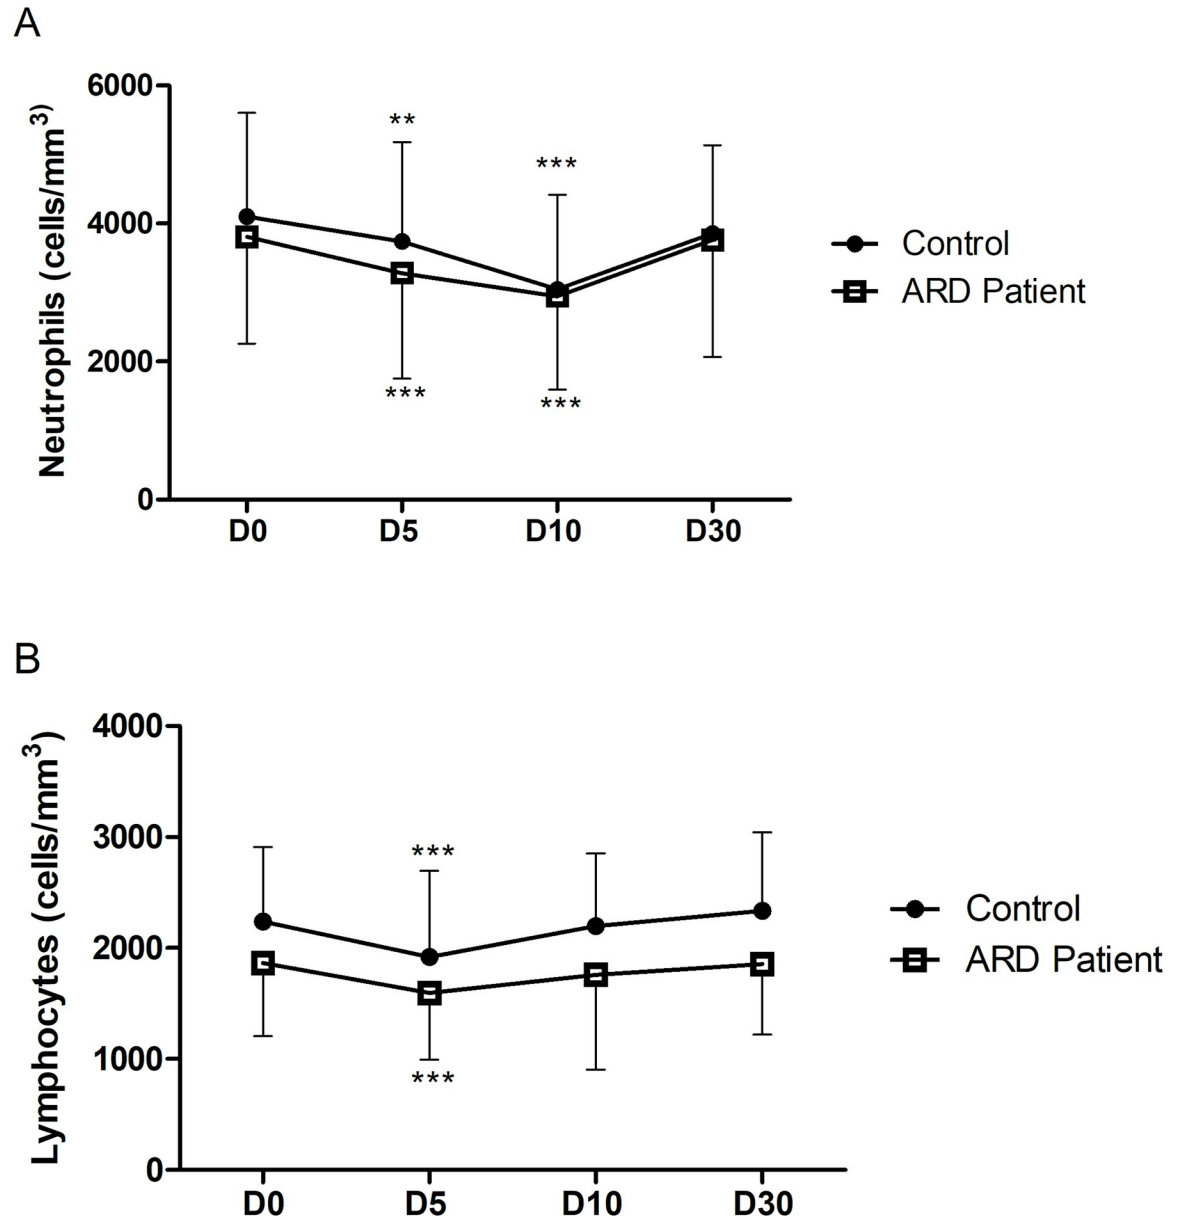 A
Neutrophils (cells/mm³)
6000
4000
2000
0
**
***
***
***
D0 D5 D10 D30
Control
ARD Patient
B
Lymphocytes (cells/mm³)
4000
3000
2000
1000
0
***
***
D0 D5 D10 D30
Control
ARD Patient